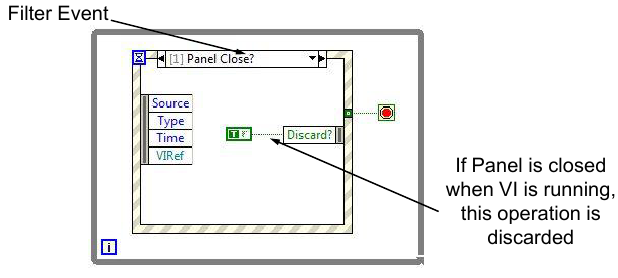 Filter Event
[1] Panel Close?
Source
Type
Time
VIRef
T F
Discard?
If Panel is closed
when VI is running,
this operation is
discarded
i